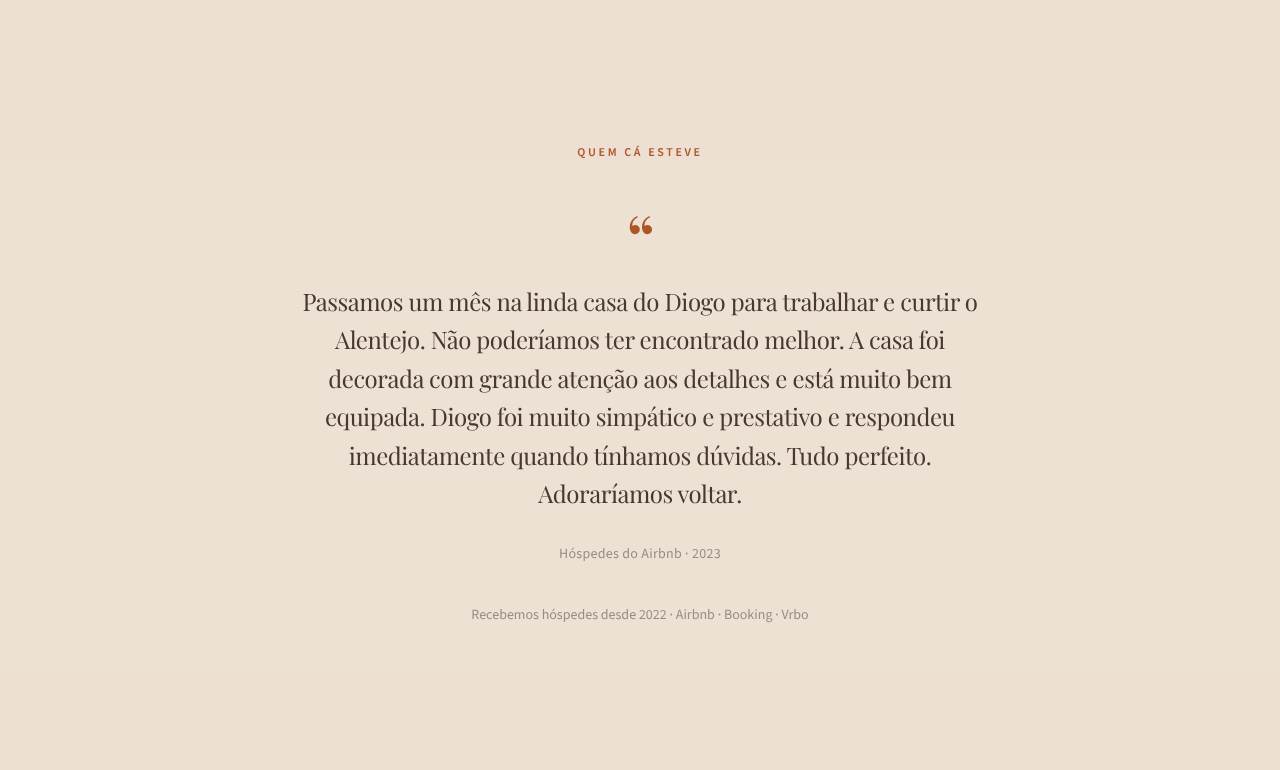 QUEM CÁ ESTEVE
“
Passamos um mês na linda casa do Diogo para trabalhar e curtir o
Alentejo. Não poderíamos ter encontrado melhor. A casa foi
decorada com grande atenção aos detalhes e está muito bem
equipada. Diogo foi muito simpático e prestativo e respondeu
imediatamente quando tínhamos dúvidas. Tudo perfeito.
Adoraríamos voltar.
Hóspedes do Airbnb · 2023
Recebemos hóspedes desde 2022 · Airbnb · Booking · Vrbo